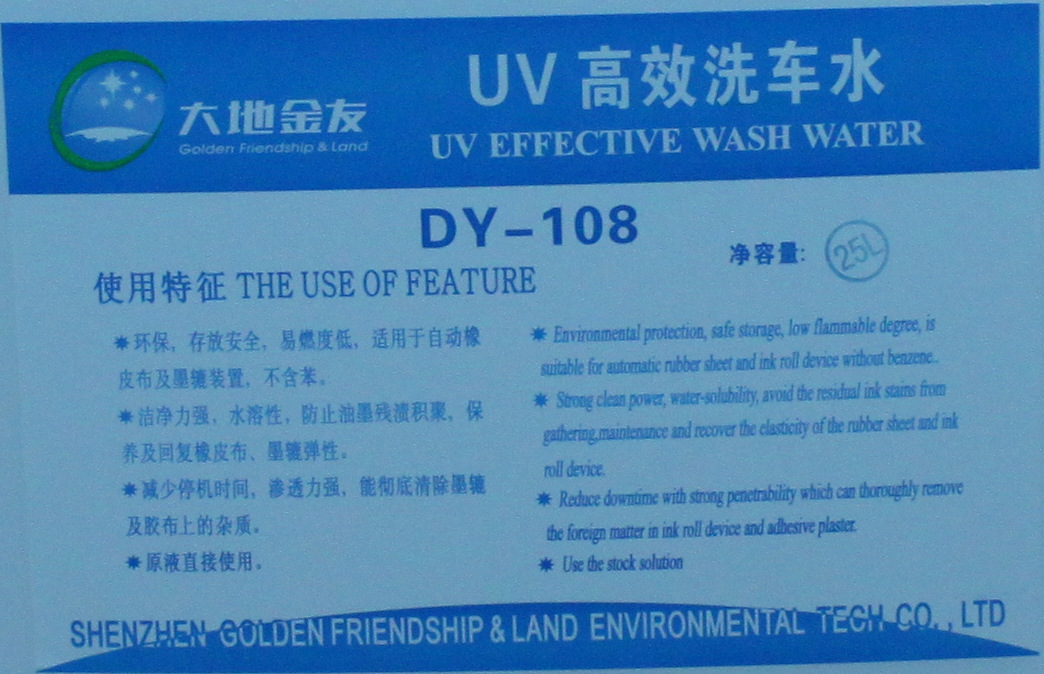 大地金友
Golden Friendship & Land
UV 高效洗车水
UV EFFECTIVE WASH WATER
DY-108
净容量: 25L
使用特征 THE USE OF FEATURE
✷环保，存放安全，易燃度低，适用于自动橡
皮布及墨辘装置，不含苯。
✷洁净力强，水溶性，防止油墨残渍积聚，保
养及回复橡皮布、墨辘弹性。
✷减少停机时间，渗透力强，能彻底清除墨辘
及胶布上的杂质。
✷原液直接使用。
✷ Environmental protection, safe storage, low flammable degree, is
suitable for automatic rubber sheet and ink roll device without benzene..
✷ Strong clean power, water-solubility, avoid the residual ink stains from
gathering,maintenance and recover the elasticity of the rubber sheet and ink
roll device.
✷ Reduce downtime with strong penetrability which can thoroughly remove
the foreign matter in ink roll device and adhesive plaster.
✷ Use the stock solution
SHENZHEN GOLDEN FRIENDSHIP & LAND ENVIRONMENTAL TECH CO., LTD